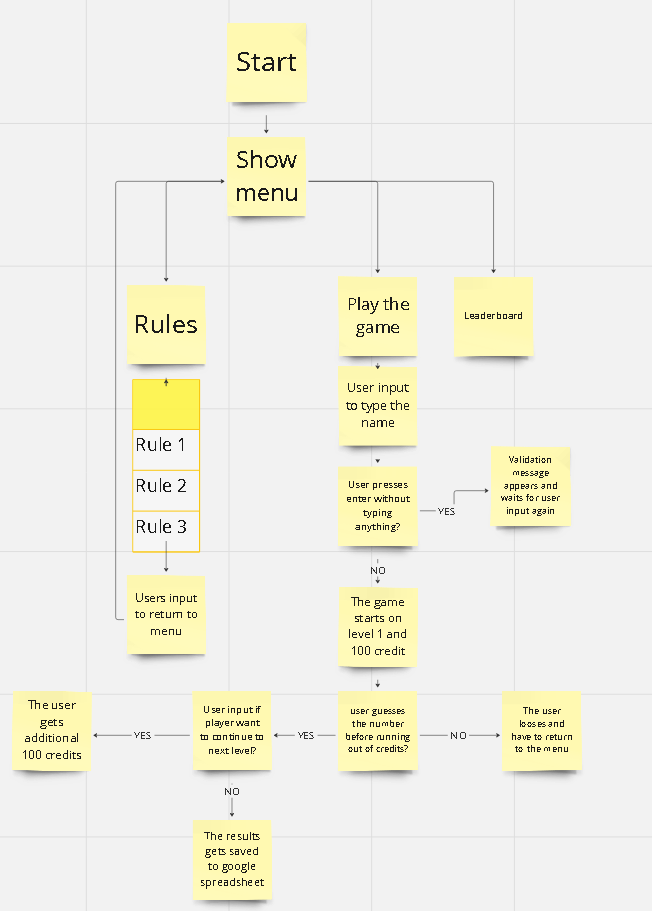 Start
Show
menu
Rules
Play the
game
Leaderboard
User input
to type the
name
Rule 1
Rule 2
Rule 3
User presses
enter without
typing
anything?
YES
Validation
message
appears and
waits for user
input again
NO
Users input
to return to
menu
The game
starts on
level 1 and
100 credit
The user
gets
additional
100 credits
YES
User input if
player want
to continue to
next level?
YES
user guesses
the number
before running
out of credits?
NO
The user
looses and
have to return
to the menu
NO
The results
gets saved
to google
spreadsheet